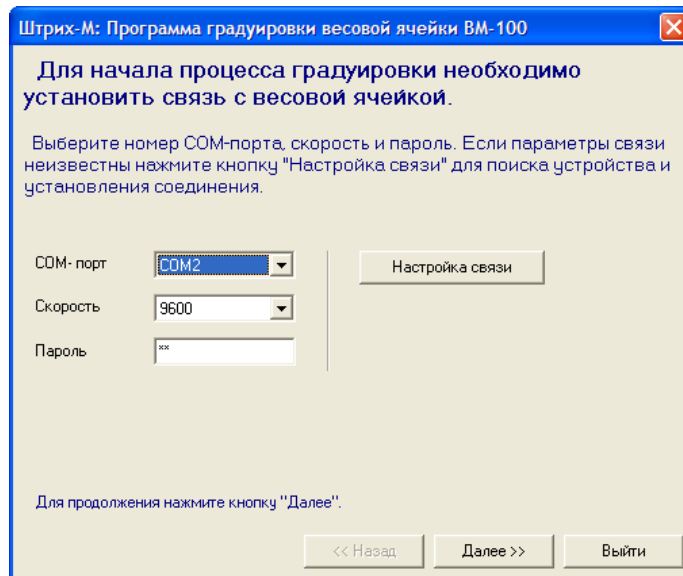 Штрих-М: Программа градуировки весовой ячейки ВМ-100
Для начала процесса градуировки необходимо
установить связь с весовой ячейкой.
Выберите номер COM-порта, скорость и пароль. Если параметры связи
неизвестны нажмите кнопку "Настройка связи" для поиска устройства и
установления соединения.
COM- порт
COM2
Настройка связи
Скорость
9600
Пароль
**
Для продолжения нажмите кнопку "Далее".
<< Назад
Далее >>
Выйти